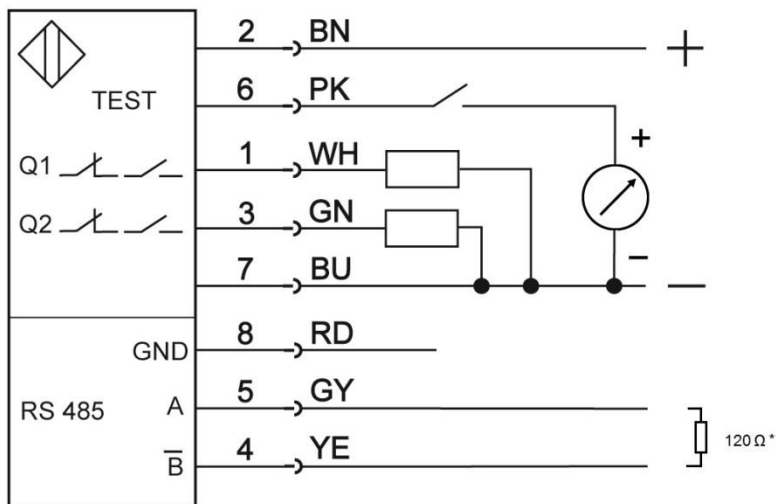 2 BN +
TEST 6 PK
+
Q1 1 WH
Q2 3 GN
−
7 BU —
GND 8 RD
RS 485 A 5 GY
120 Ω *
B̅ 4 YE